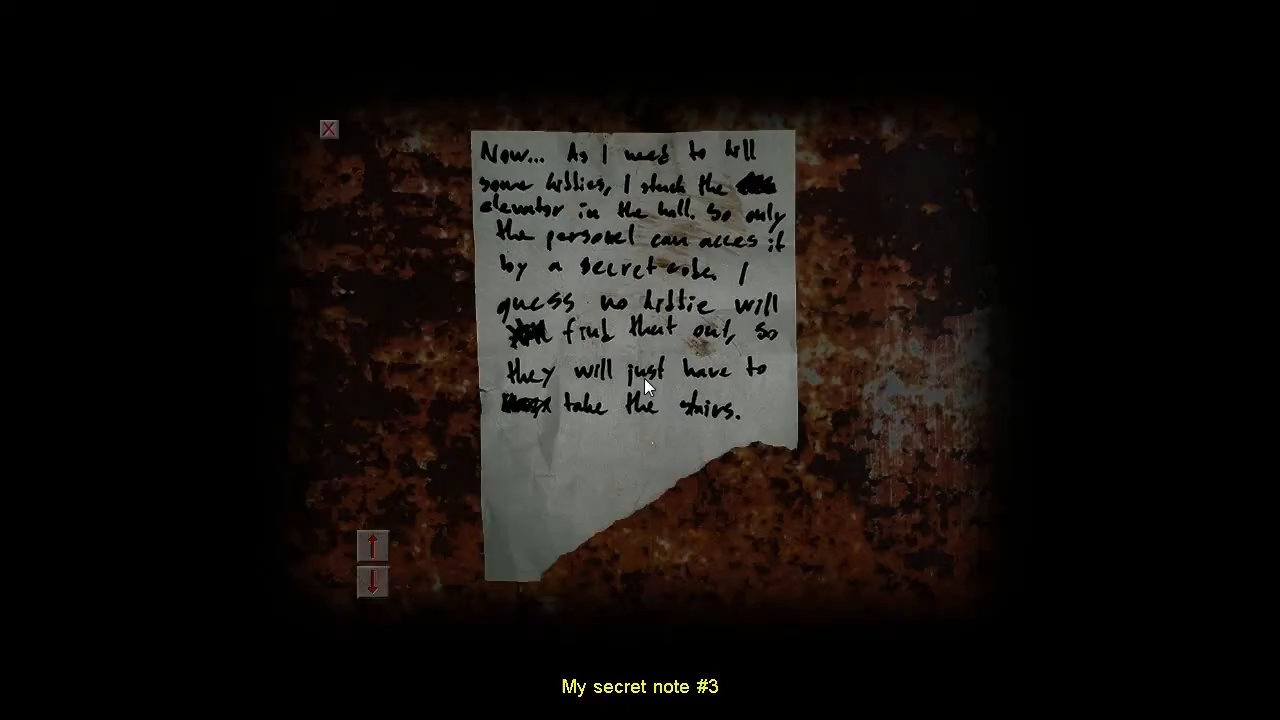 Now... As I need to kill
some kiddies, I stuck the
elevator in the hall. So only
the personel can acces it
by a secret code. I
guess no kiddie will
find that out, so
they will just have to
take the stairs.
My secret note #3